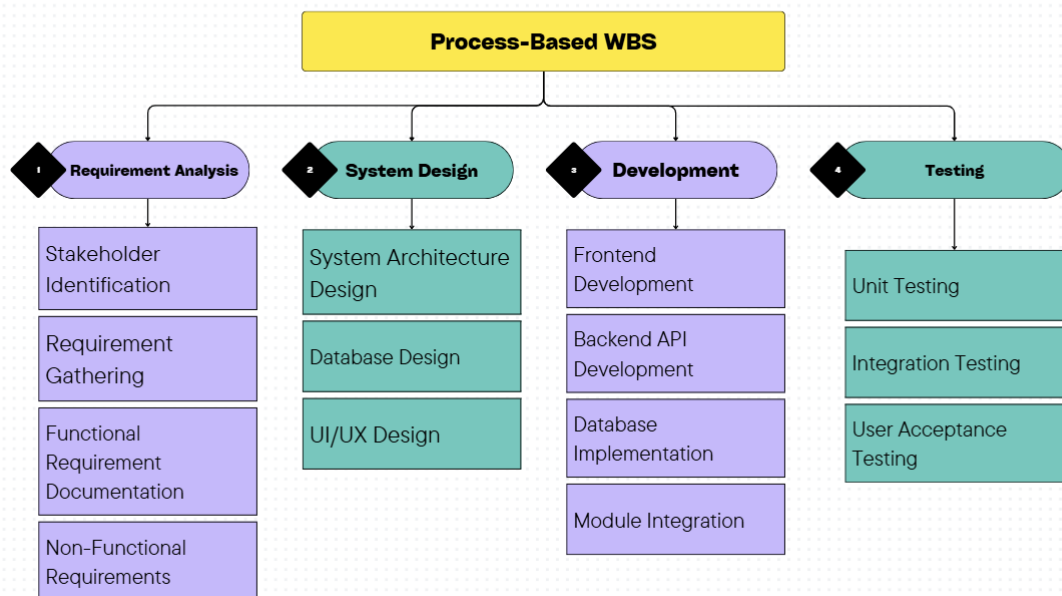 Process-Based WBS
1
Requirement Analysis
Stakeholder
Identification
Requirement
Gathering
Functional
Requirement
Documentation
Non-Functional
Requirements
2
System Design
System Architecture
Design
Database Design
UI/UX Design
3
Development
Frontend
Development
Backend API
Development
Database
Implementation
Module Integration
4
Testing
Unit Testing
Integration Testing
User Acceptance
Testing